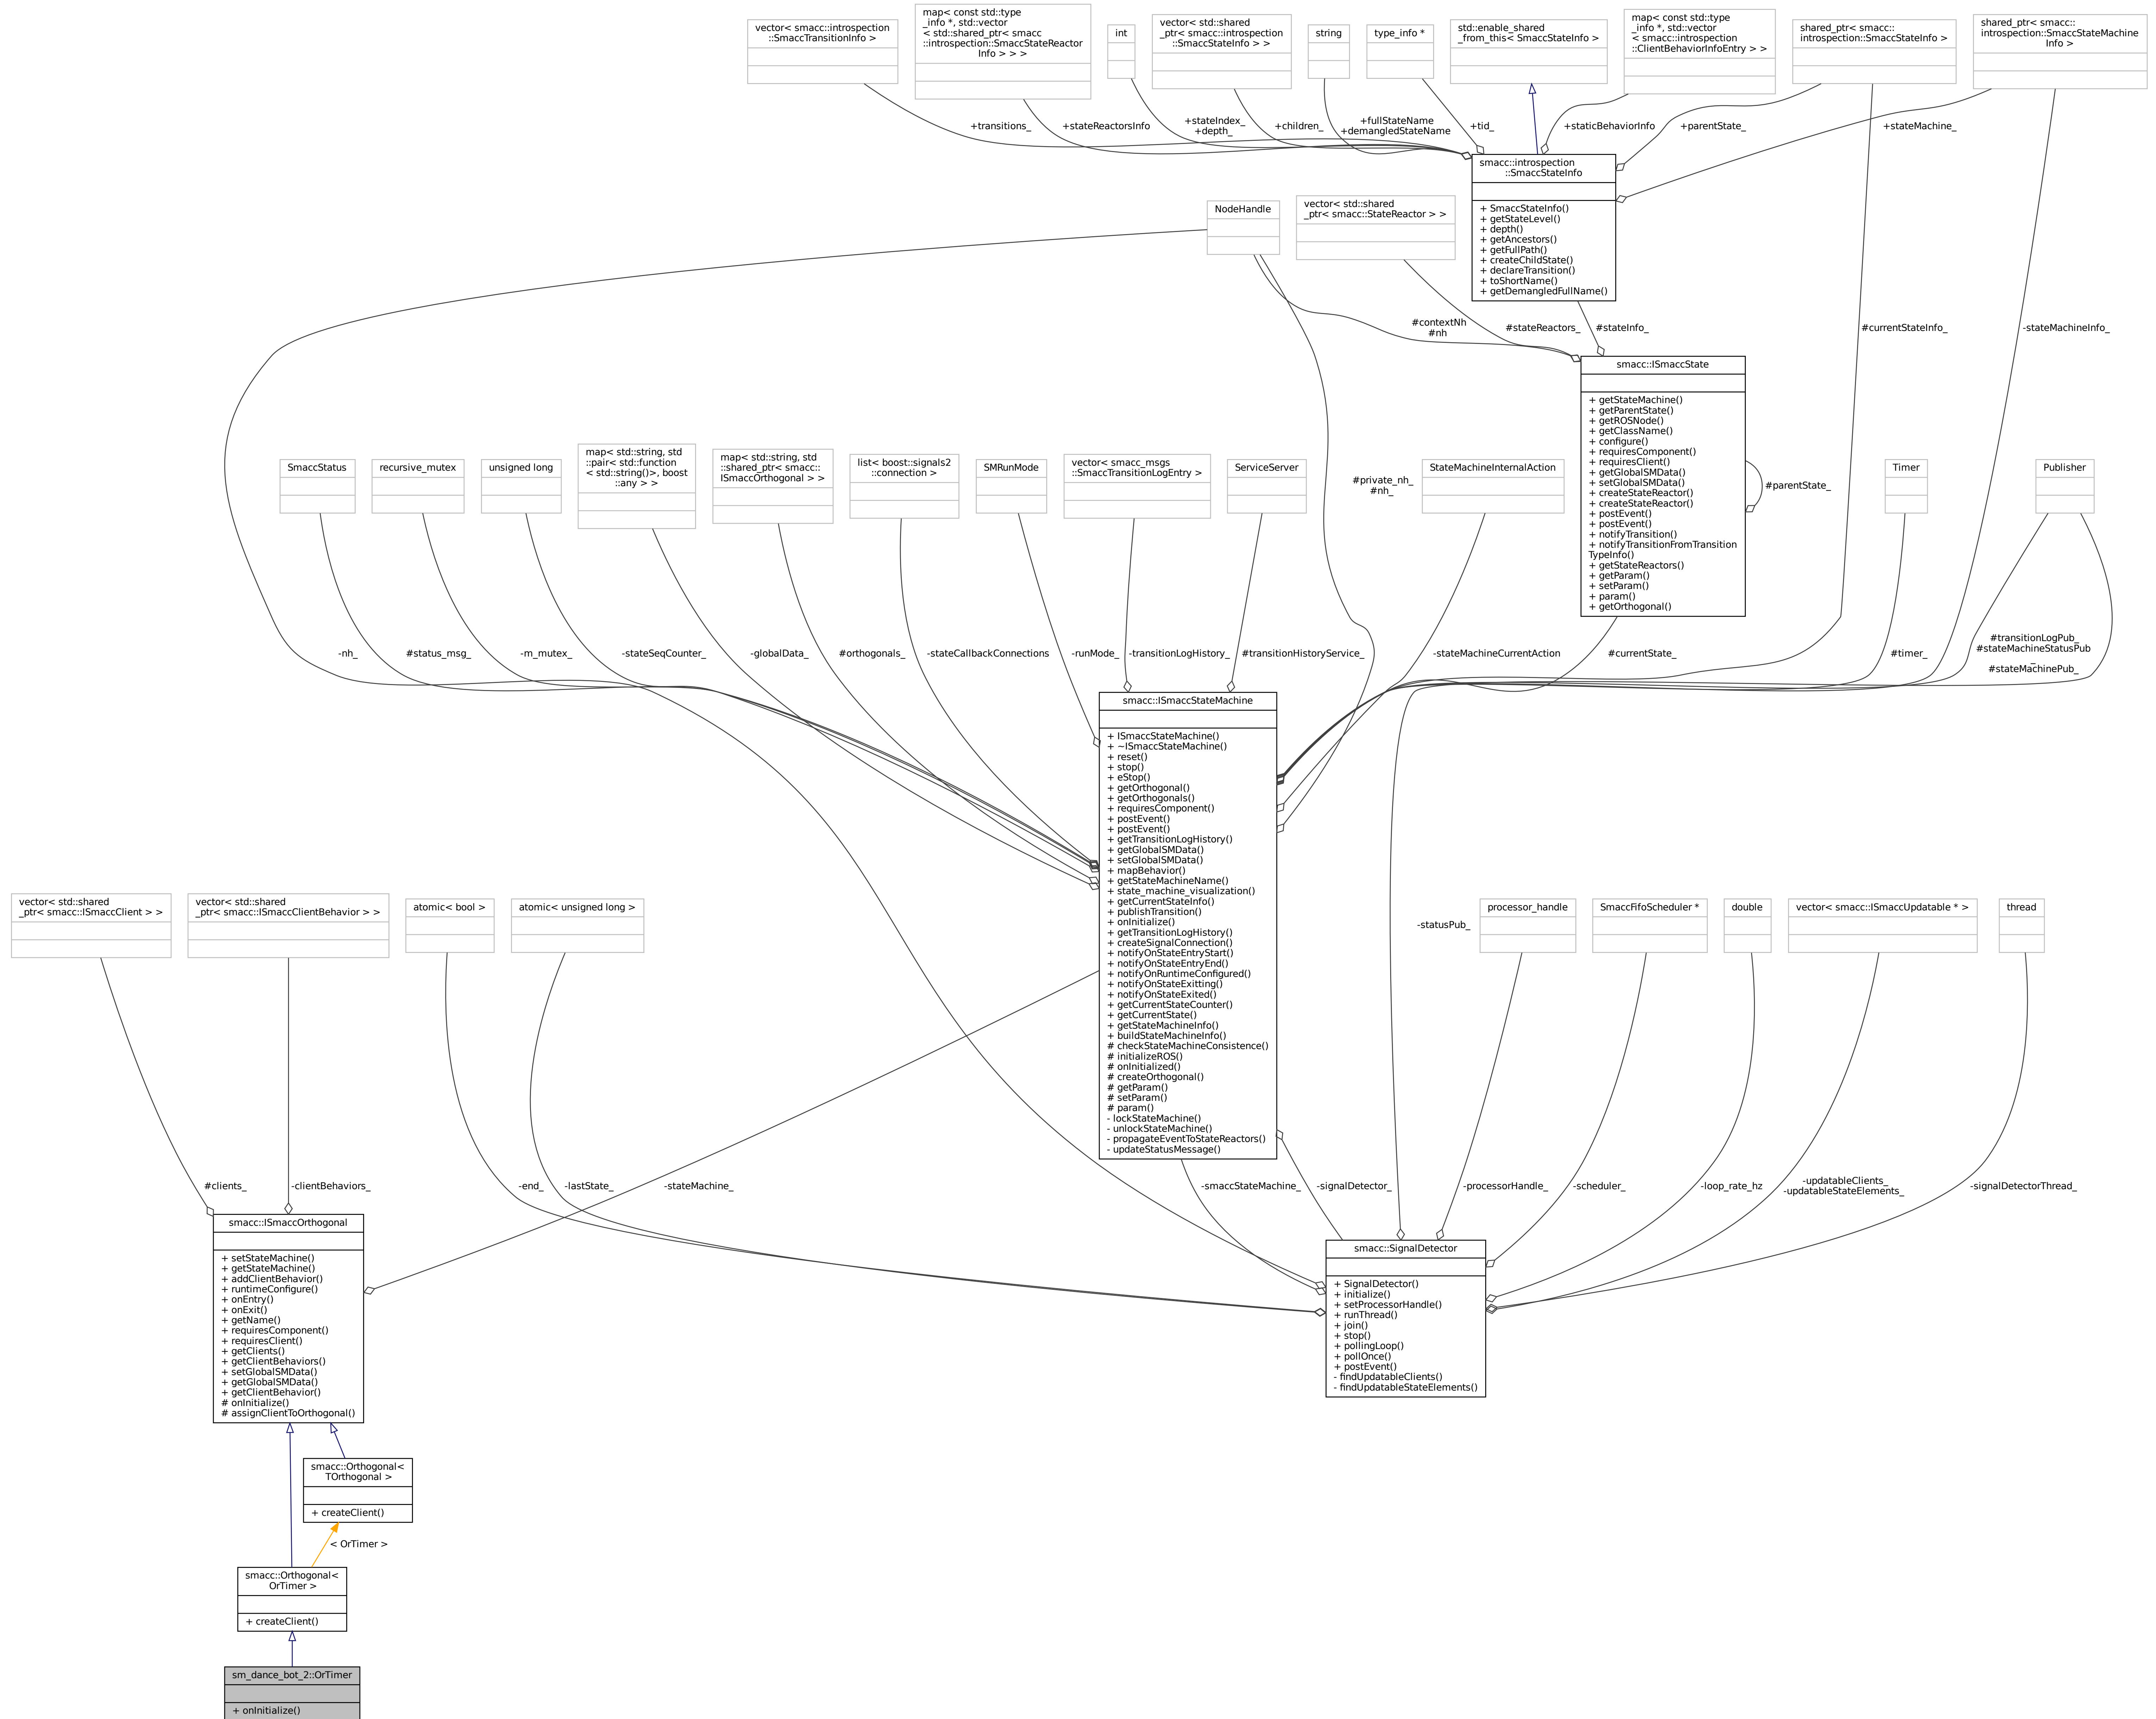 vector< smacc::introspection
::SmaccTransitionInfo >
map< const std::type
_info *, std::vector
< std::shared_ptr< smacc
::introspection::SmaccStateReactor
Info > > >
int
vector< std::shared
_ptr< smacc::introspection
::SmaccStateInfo > >
string
type_info *
std::enable_shared
_from_this< SmaccStateInfo >
map< const std::type
_info *, std::vector
< smacc::introspection
::ClientBehaviorInfoEntry > >
shared_ptr< smacc::
introspection::SmaccStateInfo >
shared_ptr< smacc::
introspection::SmaccStateMachine
Info >
+transitions_
+stateReactorsInfo
+stateIndex_
+depth_
+children_
+fullStateName
+demangledStateName
+tid_
+staticBehaviorInfo
+parentState_
+stateMachine_
smacc::introspection
::SmaccStateInfo
+ SmaccStateInfo()
+ getStateLevel()
+ depth()
+ getAncestors()
+ getFullPath()
+ createChildState()
+ declareTransition()
+ toShortName()
+ getDemangledFullName()
NodeHandle
vector< std::shared
_ptr< smacc::StateReactor > >
#contextNh
#nh
#stateReactors_
#stateInfo_
#currentStateInfo_
-stateMachineInfo_
smacc::ISmaccState
+ getStateMachine()
+ getParentState()
+ getROSNode()
+ getClassName()
+ configure()
+ requiresComponent()
+ requiresClient()
+ getGlobalSMData()
+ setGlobalSMData()
+ createStateReactor()
+ createStateReactor()
+ postEvent()
+ postEvent()
+ notifyTransition()
+ notifyTransitionFromTransition
TypeInfo()
+ getStateReactors()
+ getParam()
+ setParam()
+ param()
+ getOrthogonal()
#parentState_
SmaccStatus
recursive_mutex
unsigned long
map< std::string, std
::pair< std::function
< std::string()>, boost
::any > >
map< std::string, std
::shared_ptr< smacc::
ISmaccOrthogonal > >
list< boost::signals2
::connection >
SMRunMode
vector< smacc_msgs
::SmaccTransitionLogEntry >
ServiceServer
#private_nh_
#nh_
StateMachineInternalAction
Timer
Publisher
-nh_
#status_msg_
-m_mutex_
-stateSeqCounter_
-globalData_
#orthogonals_
-stateCallbackConnections
-runMode_
-transitionLogHistory_
#transitionHistoryService_
-stateMachineCurrentAction
#currentState_
#timer_
#transitionLogPub_
#stateMachineStatusPub
_
#stateMachinePub_
smacc::ISmaccStateMachine
+ ISmaccStateMachine()
+ ~ISmaccStateMachine()
+ reset()
+ stop()
+ eStop()
+ getOrthogonal()
+ getOrthogonals()
+ requiresComponent()
+ postEvent()
+ postEvent()
+ getTransitionLogHistory()
+ getGlobalSMData()
+ setGlobalSMData()
+ mapBehavior()
+ getStateMachineName()
+ state_machine_visualization()
+ getCurrentStateInfo()
+ publishTransition()
+ onInitialize()
+ getTransitionLogHistory()
+ createSignalConnection()
+ notifyOnStateEntryStart()
+ notifyOnStateEntryEnd()
+ notifyOnRuntimeConfigured()
+ notifyOnStateExitting()
+ notifyOnStateExited()
+ getCurrentStateCounter()
+ getCurrentState()
+ getStateMachineInfo()
+ buildStateMachineInfo()
# checkStateMachineConsistence()
# initializeROS()
# onInitialized()
# createOrthogonal()
# getParam()
# setParam()
# param()
- lockStateMachine()
- unlockStateMachine()
- propagateEventToStateReactors()
- updateStatusMessage()
vector< std::shared
_ptr< smacc::ISmaccClient > >
vector< std::shared
_ptr< smacc::ISmaccClientBehavior > >
atomic< bool >
atomic< unsigned long >
-statusPub_
processor_handle
SmaccFifoScheduler *
double
vector< smacc::ISmaccUpdatable * >
thread
#clients_
-clientBehaviors_
-end_
-lastState_
-stateMachine_
-smaccStateMachine_
-signalDetector_
-processorHandle_
-scheduler_
-loop_rate_hz
-updatableClients_
-updatableStateElements_
-signalDetectorThread_
smacc::ISmaccOrthogonal
+ setStateMachine()
+ getStateMachine()
+ addClientBehavior()
+ runtimeConfigure()
+ onEntry()
+ onExit()
+ getName()
+ requiresComponent()
+ requiresClient()
+ getClients()
+ getClientBehaviors()
+ setGlobalSMData()
+ getGlobalSMData()
+ getClientBehavior()
# onInitialize()
# assignClientToOrthogonal()
smacc::SignalDetector
+ SignalDetector()
+ initialize()
+ setProcessorHandle()
+ runThread()
+ join()
+ stop()
+ pollingLoop()
+ pollOnce()
+ postEvent()
- findUpdatableClients()
- findUpdatableStateElements()
smacc::Orthogonal<
TOrthogonal >
+ createClient()
< OrTimer >
smacc::Orthogonal<
OrTimer >
+ createClient()
sm_dance_bot_2::OrTimer
+ onInitialize()